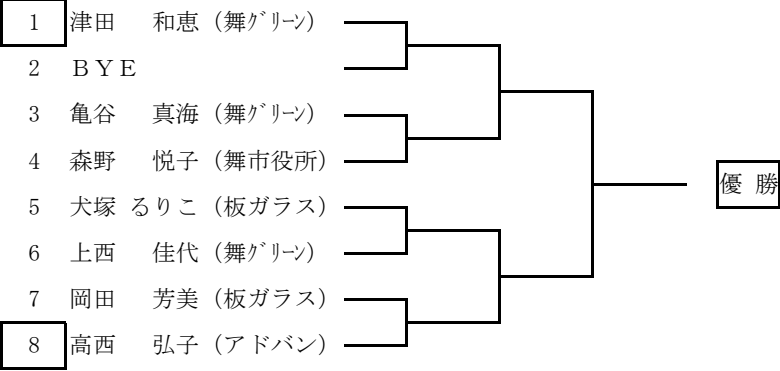 1 津田 和恵 (舞ｸﾞﾘｰﾝ)
2 ＢＹＥ
3 亀谷 真海 (舞ｸﾞﾘｰﾝ)
4 森野 悦子 (舞市役所)
優 勝
5 犬塚 るりこ (板ガラス)
6 上西 佳代 (舞ｸﾞﾘｰﾝ)
7 岡田 芳美 (板ガラス)
8 高西 弘子 (アドバン)